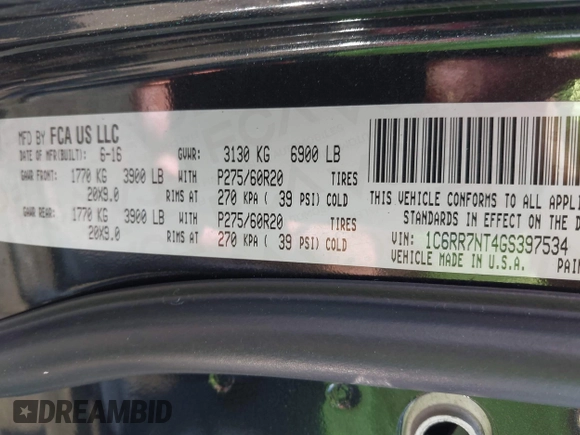 MFD BY FCA US LLC
DATE OF MFR(BUILT): 6-16 GVWR: 3130 KG 6900 LB
GAWR FRONT: 1770 KG 3900 LB WITH P275/60R20 TIRES
20X9.0 RIMS AT 270 KPA ( 39 PSI) COLD
GAWR REAR: 1770 KG 3900 LB WITH P275/60R20 TIRES
20X9.0 RIMS AT 270 KPA ( 39 PSI) COLD
THIS VEHICLE CONFORMS TO ALL APPLI
STANDARDS IN EFFECT ON THE D
VIN: 1C6RR7NT4GS397534
VEHICLE MADE IN U.S.A. PAIN
DREAMBID